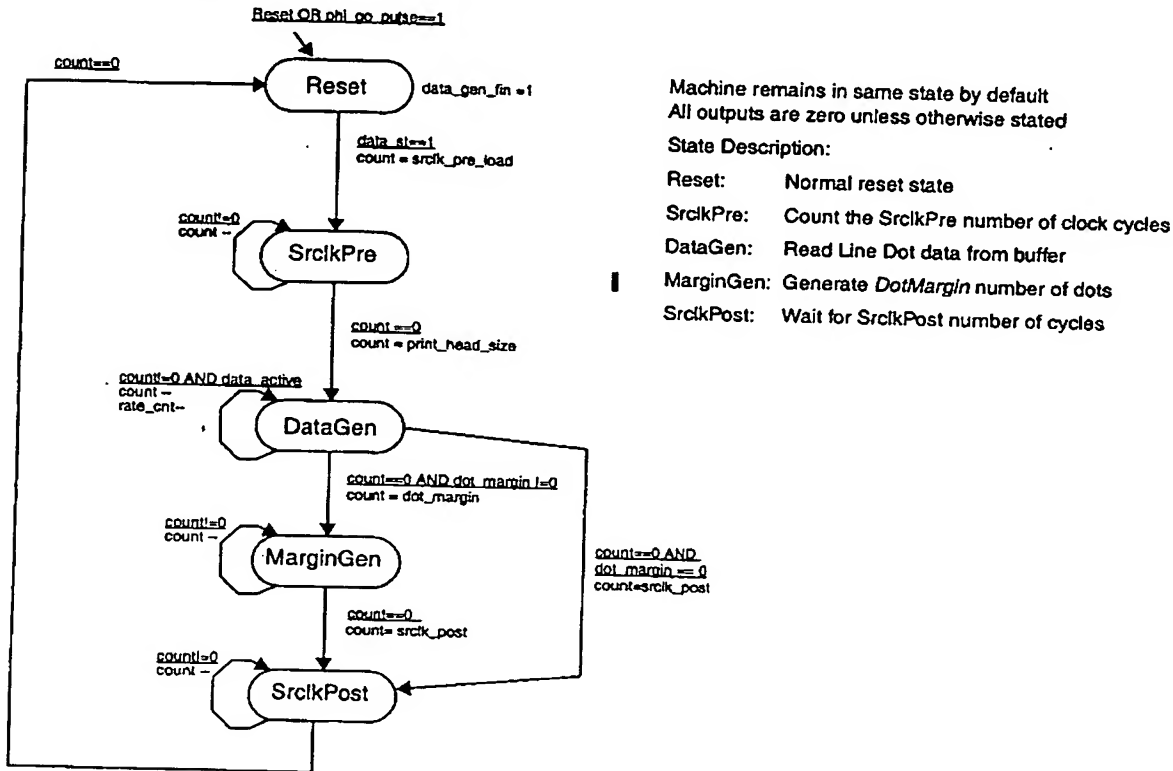 Reset OR phi_go_pulse==1
count==0
Reset
data_gen_fin =1
data_st==1
count = srclk_pre_load
count!=0
count --
SrclkPre
count ==0
count = print_head_size
count!=0 AND data_active
count --
rate_cnt--
DataGen
count==0 AND dot_margin !=0
count = dot_margin
count!=0
count --
MarginGen
count==0 AND
dot_margin == 0
count=srclk_post
count==0
count= srclk_post
count!=0
count --
SrclkPost
Machine remains in same state by default
All outputs are zero unless otherwise stated
State Description:
Reset: Normal reset state
SrclkPre: Count the SrclkPre number of clock cycles
DataGen: Read Line Dot data from buffer
MarginGen: Generate DotMargin number of dots
SrclkPost: Wait for SrclkPost number of cycles